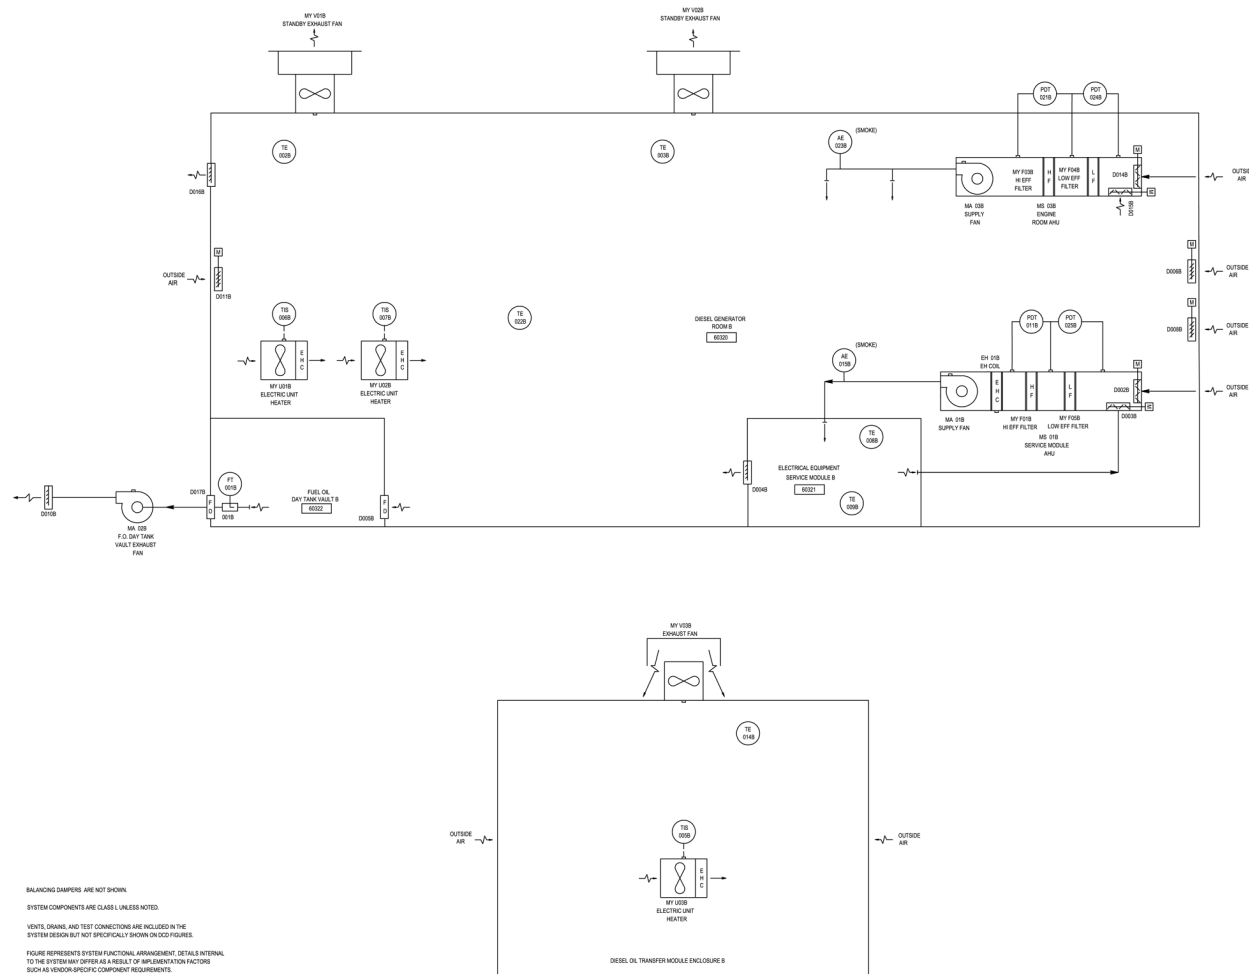 MY V01B
STANDBY EXHAUST FAN
MY V02B
STANDBY EXHAUST FAN
PDT
021B
PDT
024B
TE
002B
TE
003B
AE
023B
(SMOKE)
D016B
MY F03B
HI EFF
FILTER
H
F
MY F04B
LOW EFF
FILTER
L
F
D014B
M
M
D015B
OUTSIDE
AIR
MA 03B
SUPPLY
FAN
MS 03B
ENGINE
ROOM AHU
M
OUTSIDE
AIR
D011B
M
D006B
OUTSIDE
AIR
M
D008B
OUTSIDE
AIR
TIS
006B
TIS
007B
TE
022B
DIESEL GENERATOR
ROOM B
60320
E
H
C
MY U01B
ELECTRIC UNIT
HEATER
E
H
C
MY U02B
ELECTRIC UNIT
HEATER
AE
015B
(SMOKE)
PDT
011B
PDT
025B
EH 01B
EH COIL
E
H
C
H
F
L
F
D002B
M
M
D003B
OUTSIDE
AIR
MA 01B
SUPPLY FAN
MY F01B
HI EFF FILTER
MY F05B
LOW EFF FILTER
MS 01B
SERVICE MODULE
AHU
TE
008B
ELECTRICAL EQUIPMENT
SERVICE MODULE B
60321
TE
009B
D004B
D010B
MA 02B
F.O. DAY TANK
VAULT EXHAUST
FAN
D017B
F
D
FT
001B
001B
FUEL OIL
DAY TANK VAULT B
60322
F
D
D005B
MY V03B
EXHAUST FAN
TE
014B
OUTSIDE
AIR
OUTSIDE
AIR
TIS
005B
E
H
C
MY U03B
ELECTRIC UNIT
HEATER
DIESEL OIL TRANSFER MODULE ENCLOSURE B
BALANCING DAMPERS ARE NOT SHOWN.
SYSTEM COMPONENTS ARE CLASS L UNLESS NOTED.
VENTS, DRAINS, AND TEST CONNECTIONS ARE INCLUDED IN THE
SYSTEM DESIGN BUT NOT SPECIFICALLY SHOWN ON DCD FIGURES.
FIGURE REPRESENTS SYSTEM FUNCTIONAL ARRANGEMENT, DETAILS INTERNAL
TO THE SYSTEM MAY DIFFER AS A RESULT OF IMPLEMENTATION FACTORS
SUCH AS VENDOR-SPECIFIC COMPONENT REQUIREMENTS.